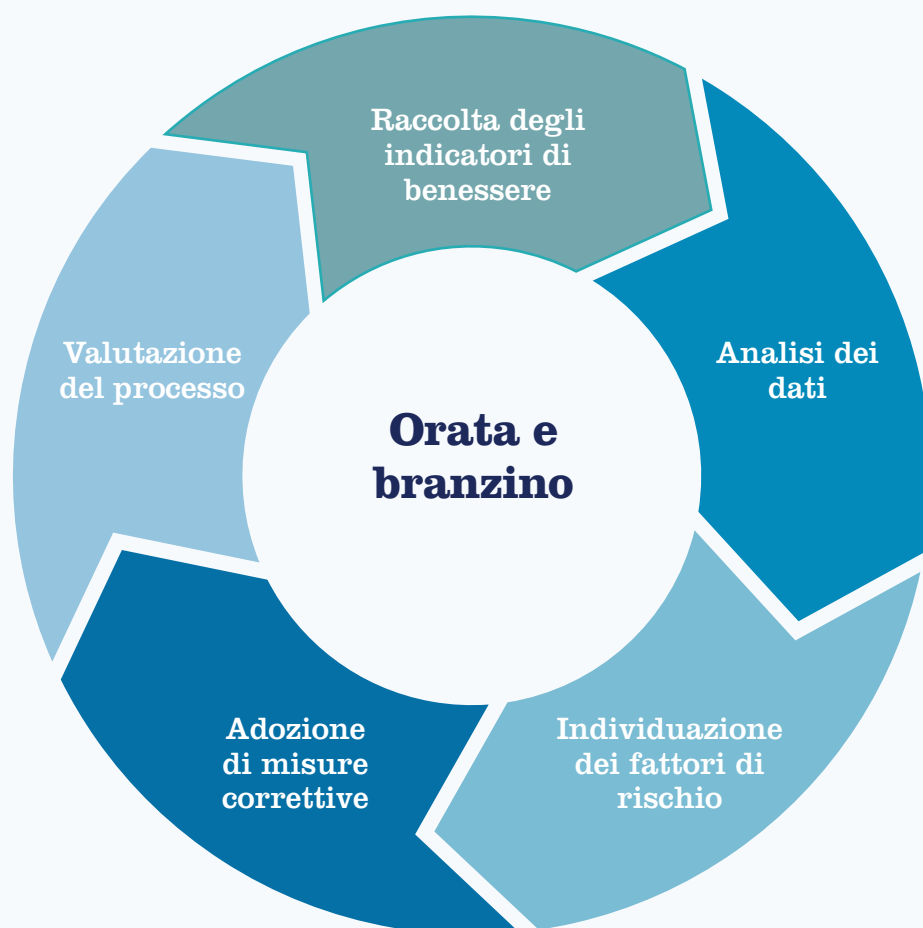 Raccolta degli
indicatori di
benessere
Analisi dei
dati
Individuazione
dei fattori di
rischio
Adozione
di misure
correttive
Valutazione
del processo
Orata e
branzino